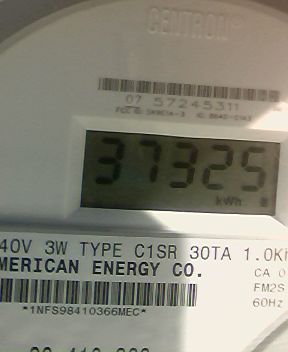 CENTRON®
07 57245311
37325
kWh
40V 3W TYPE C1SR 30TA 1.0Kh
MERICAN ENERGY CO. CA 0
FM2S
60Hz
*1NFS98410366MEC*